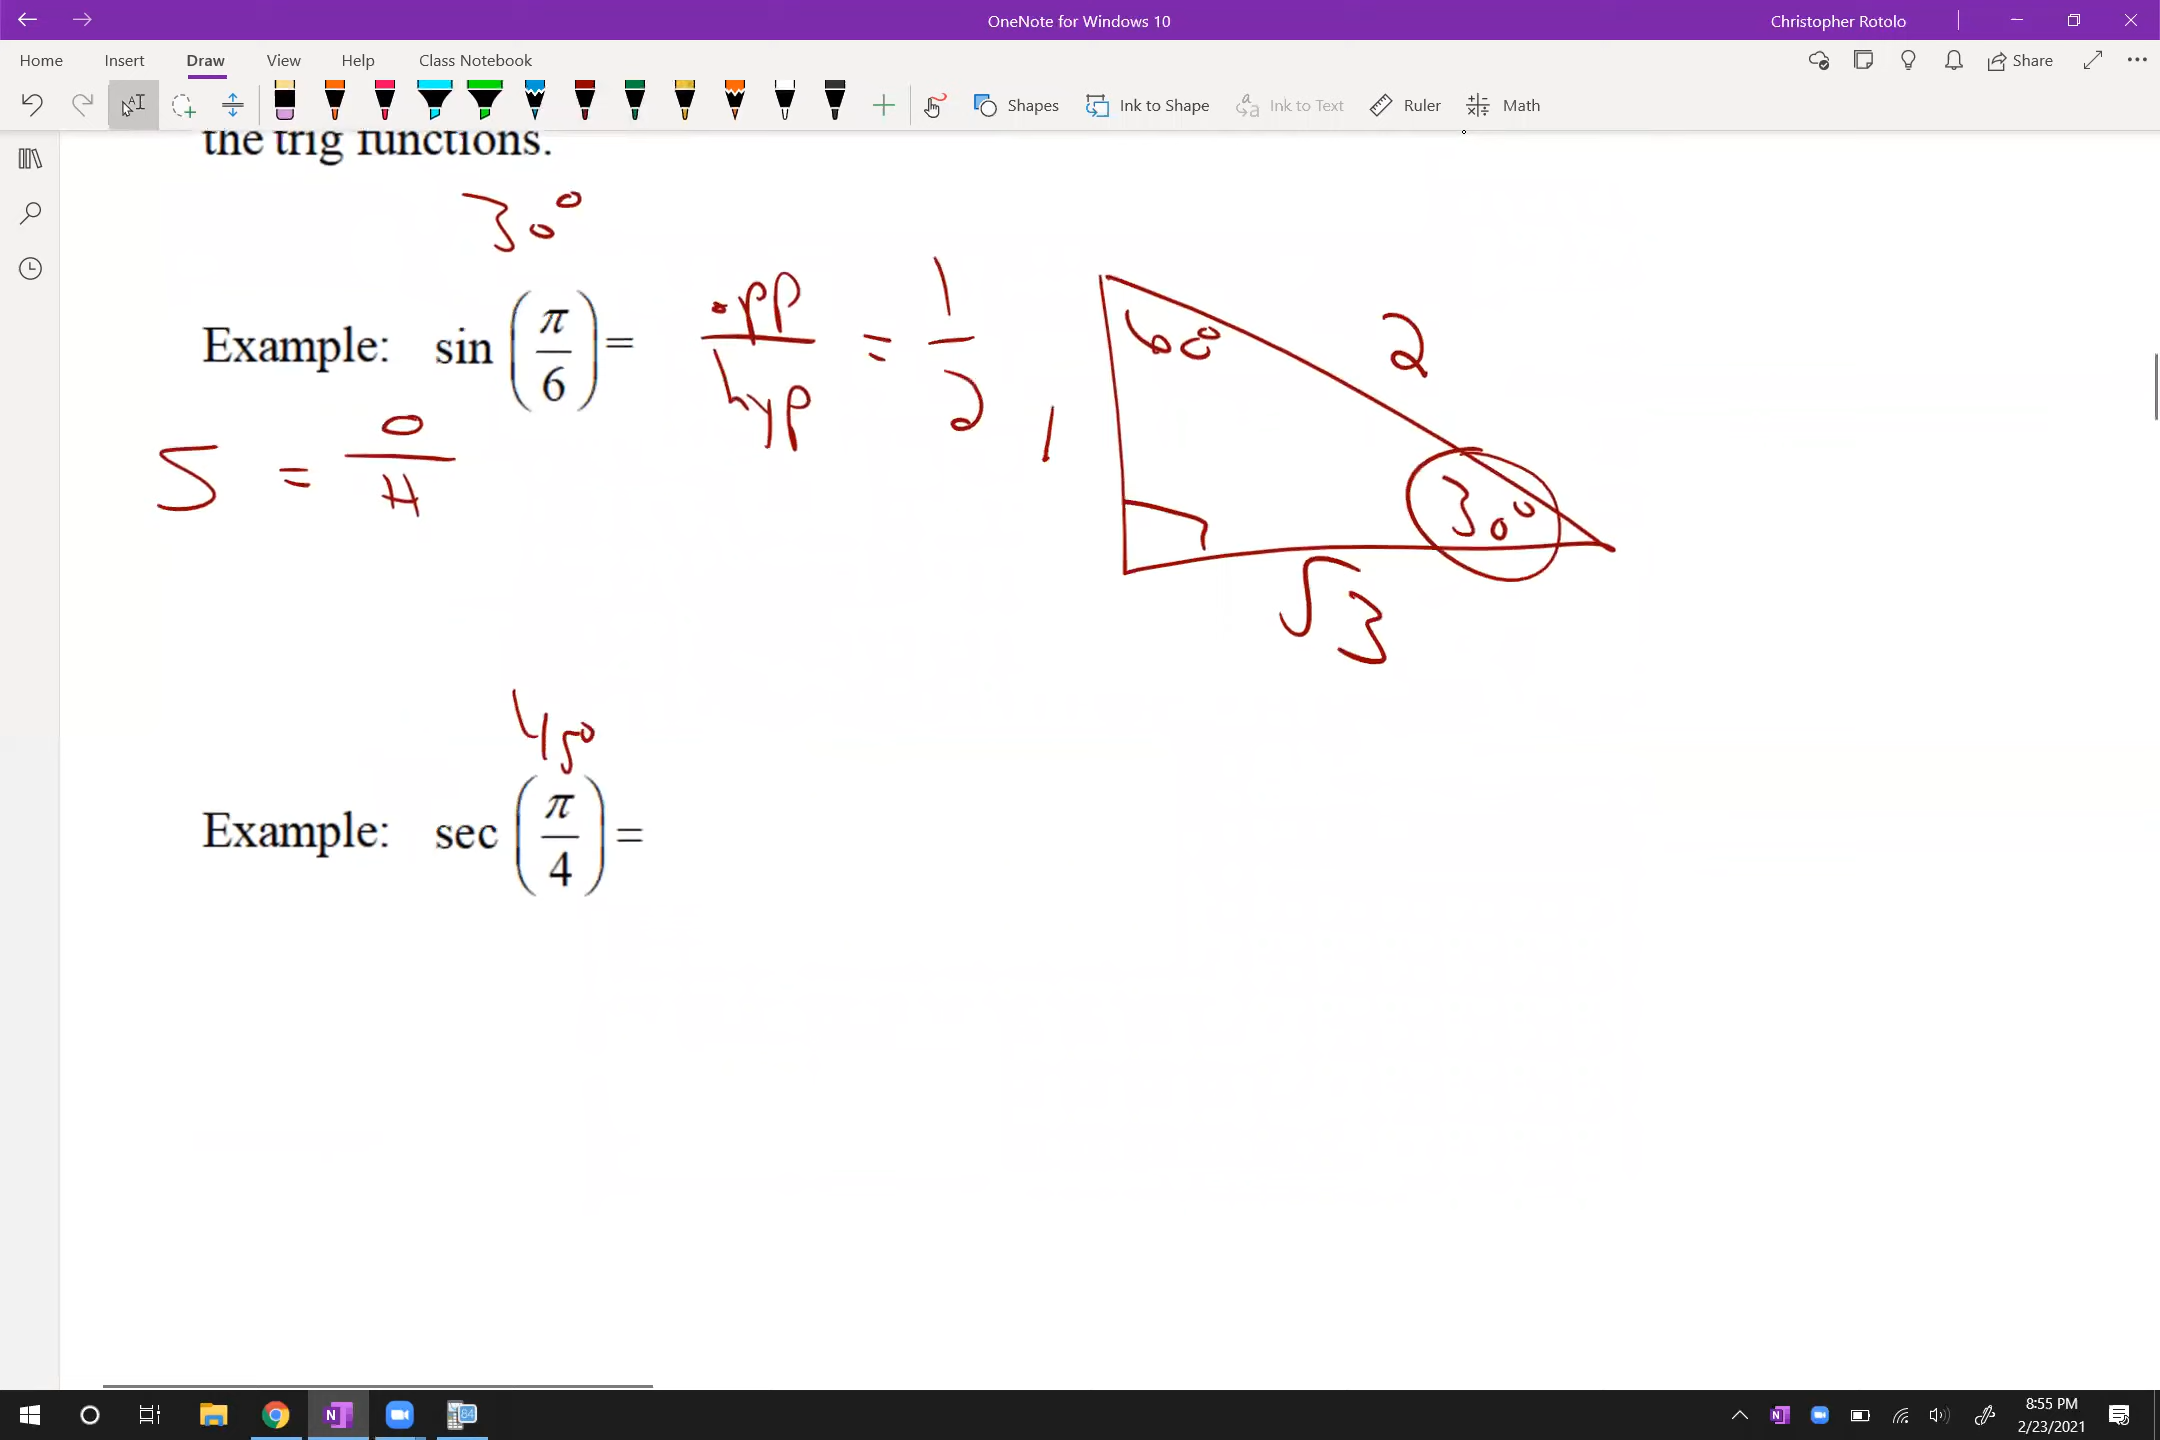 OneNote for Windows 10
Christopher Rotolo
Home Insert Draw View Help Class Notebook
Share
Shapes Ink to Shape Ink to Text Ruler Math
the trig functions.
30°
Example: sin(π/6) = opp/hyp = 1/2
S = O/H
60°
2
1
30°
√3
45°
Example: sec(π/4) =
84
8:55 PM
2/23/2021